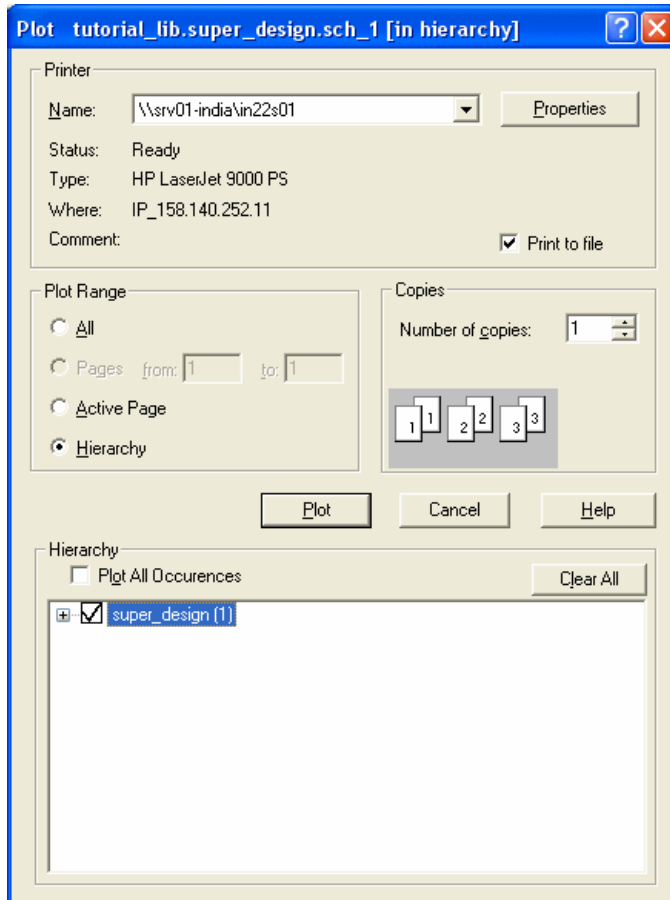 Plot tutorial_lib.super_design.sch_1 [in hierarchy]
Printer
Name: \\srv01-india\in22s01 Properties
Status: Ready
Type: HP LaserJet 9000 PS
Where: IP_158.140.252.11
Comment: Print to file
Plot Range
All
Pages from: 1 to: 1
Active Page
Hierarchy
Copies
Number of copies: 1
1 1 2 2 3 3
Plot Cancel Help
Hierarchy
Plot All Occurences Clear All
super_design (1)